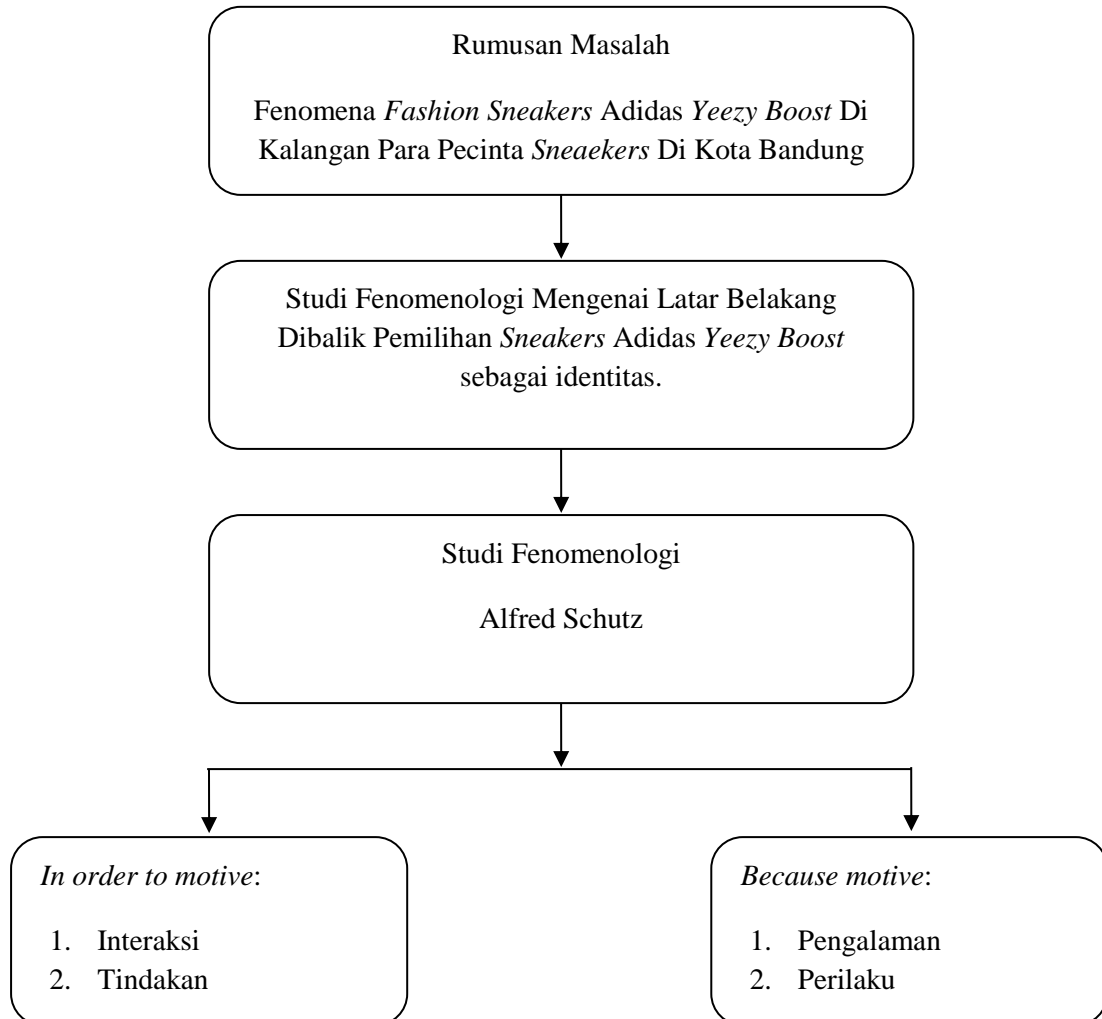 Rumusan Masalah
Fenomena Fashion Sneakers Adidas Yeezy Boost Di
Kalangan Para Pecinta Sneaekers Di Kota Bandung
Studi Fenomenologi Mengenai Latar Belakang
Dibalik Pemilihan Sneakers Adidas Yeezy Boost
sebagai identitas.
Studi Fenomenologi
Alfred Schutz
In order to motive:
1. Interaksi
2. Tindakan
Because motive:
1. Pengalaman
2. Perilaku